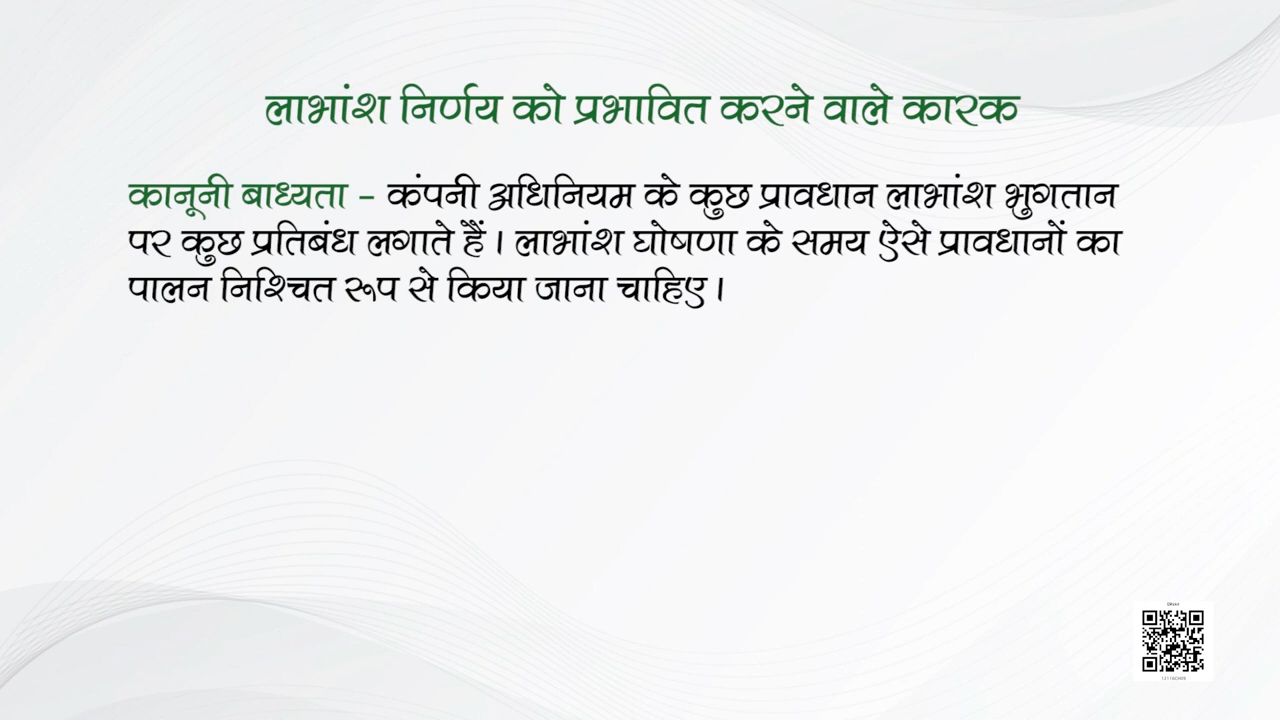 लाभांश निर्णय को प्रभावित करने वाले कारक
कानूनी बाध्यता - कंपनी अधिनियम के कुछ प्रावधान लाभांश भुगतान
पर कुछ प्रतिबंध लगाते हैं। लाभांश घोषणा के समय ऐसे प्रावधानों का
पालन निश्चित रूप से किया जाना चाहिए।